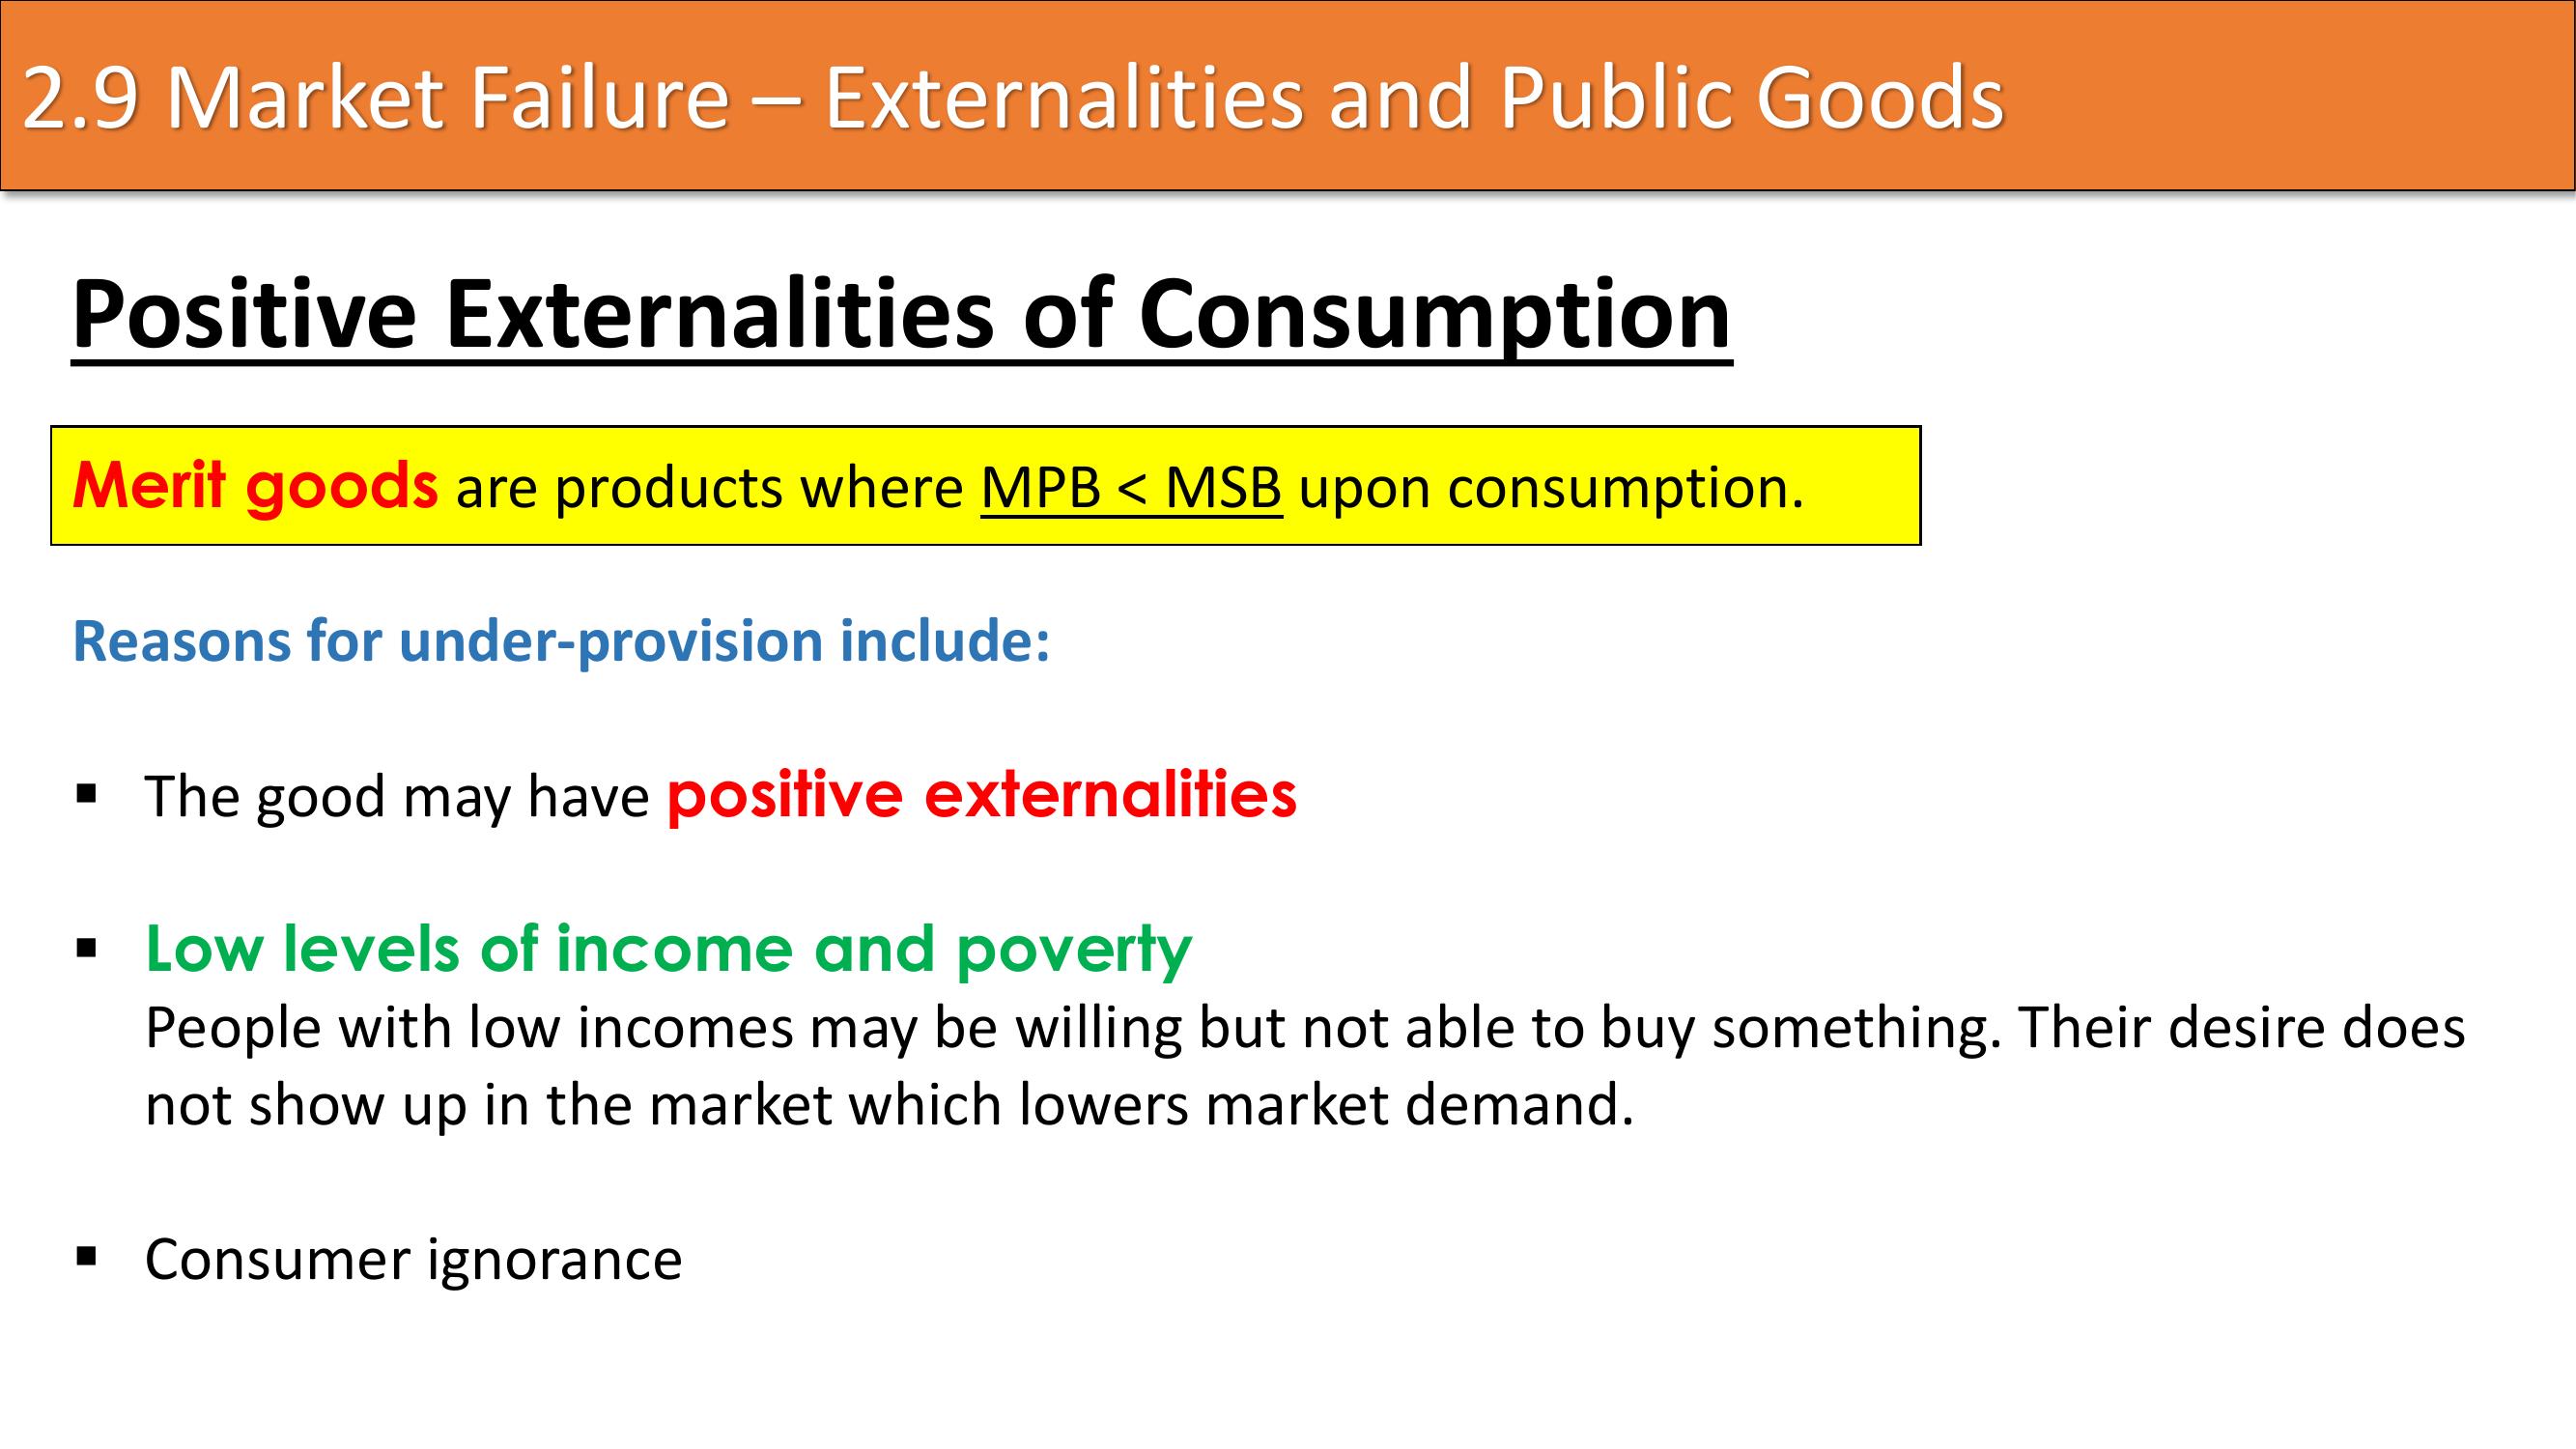 2.9 Market Failure – Externalities and Public Goods
Positive Externalities of Consumption
Merit goods are products where MPB < MSB upon consumption.
Reasons for under-provision include:
▪ The good may have positive externalities
▪ Low levels of income and poverty
People with low incomes may be willing but not able to buy something. Their desire does
not show up in the market which lowers market demand.
▪ Consumer ignorance